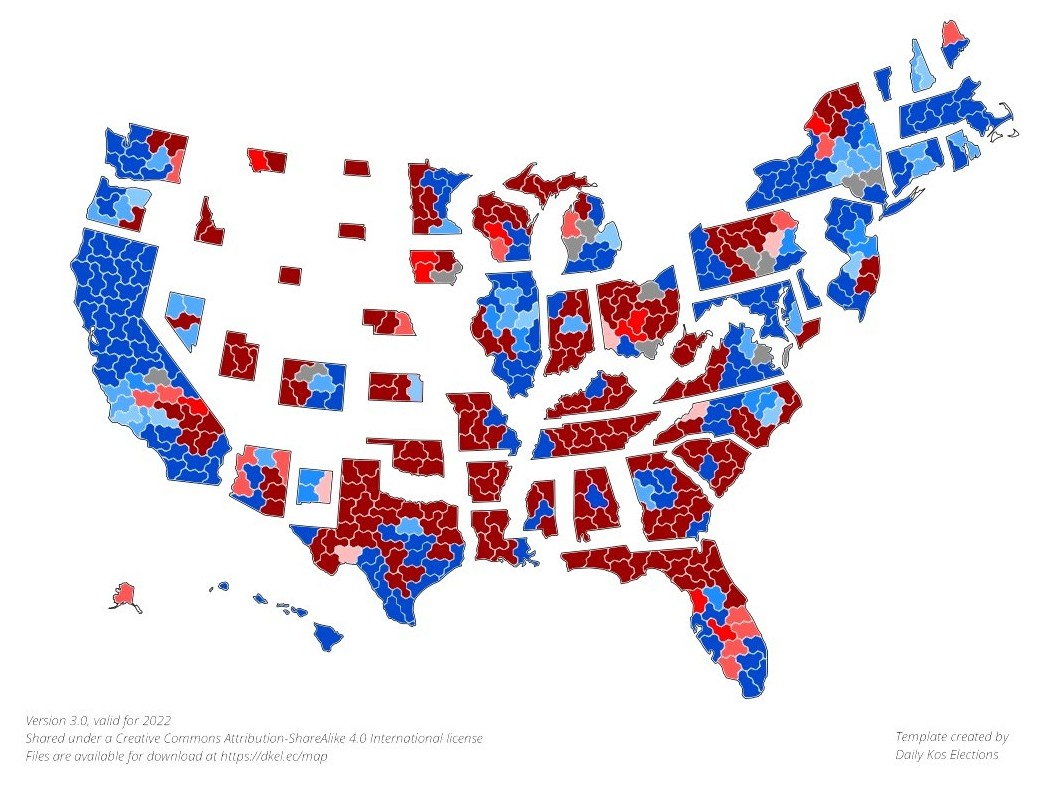 Version 3.0, valid for 2022
Shared under a Creative Commons Attribution-ShareAlike 4.0 International license
Files are available for download at https://dkel.ec/map
Template created by
Daily Kos Elections